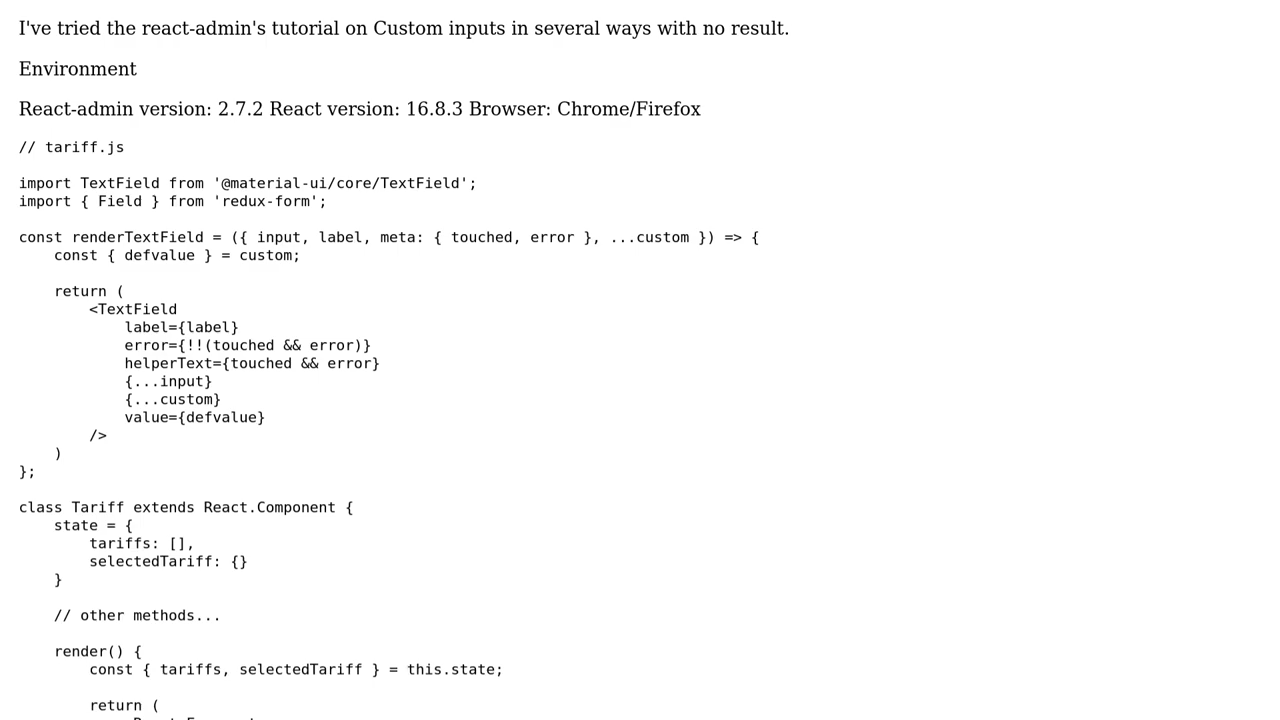 I've tried the react-admin's tutorial on Custom inputs in several ways with no result.
Environment
React-admin version: 2.7.2 React version: 16.8.3 Browser: Chrome/Firefox
// tariff.js
import TextField from '@material-ui/core/TextField';
import { Field } from 'redux-form';
const renderTextField = ({ input, label, meta: { touched, error }, ...custom }) => {
    const { defvalue } = custom;
    return (
        <TextField
            label={label}
            error={!!(touched && error)}
            helperText={touched && error}
            {...input}
            {...custom}
            value={defvalue}
        />
    )
};
class Tariff extends React.Component {
    state = {
        tariffs: [],
        selectedTariff: {}
    }
    // other methods...
    render() {
        const { tariffs, selectedTariff } = this.state;
        return (